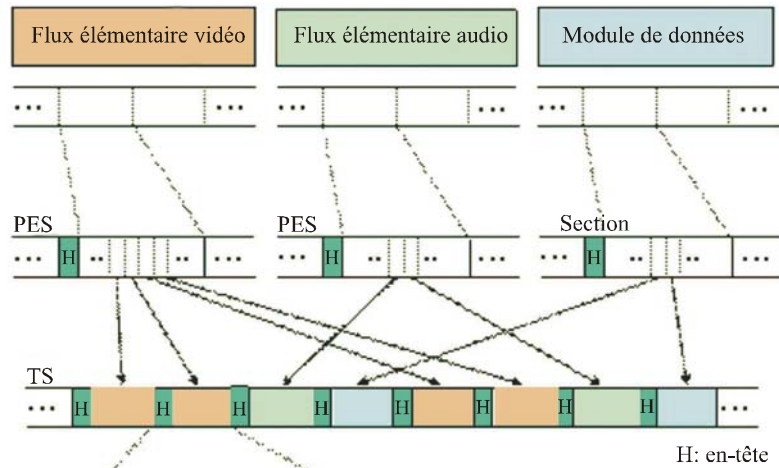 Flux élémentaire vidéo
Flux élémentaire audio
Module de données
PES
PES
Section
H
H
H
TS
H H H H H H H H
H: en-tête